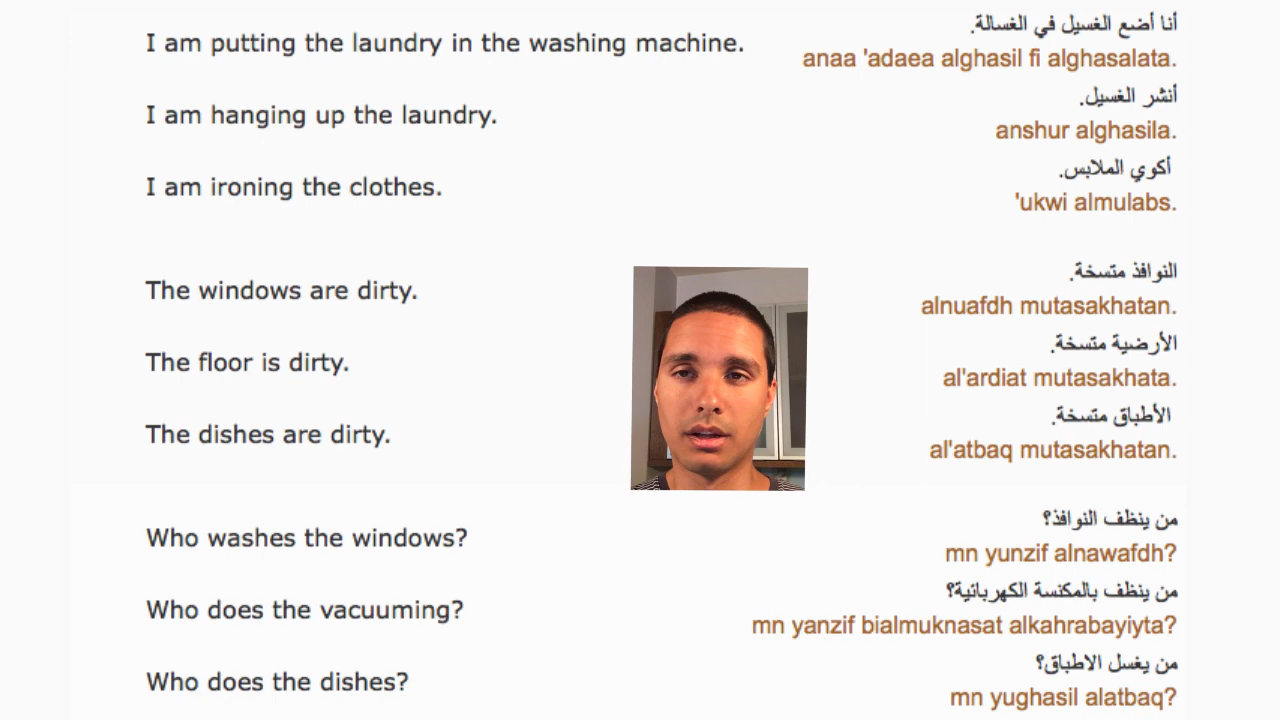 I am putting the laundry in the washing machine.
أنا أضع الغسيل في الغسالة.
anaa 'adaea alghasil fi alghasalata.
I am hanging up the laundry.
أنشر الغسيل.
anshur alghasila.
I am ironing the clothes.
أكوي الملابس.
'ukwi almulabs.
The windows are dirty.
النوافذ متسخة.
alnuafdh mutasakhatan.
The floor is dirty.
الأرضية متسخة.
al'ardiat mutasakhata.
The dishes are dirty.
الأطباق متسخة.
al'atbaq mutasakhatan.
Who washes the windows?
من ينظف النوافذ؟
mn yunzif alnawafdh?
Who does the vacuuming?
من ينظف بالمكنسة الكهربائية؟
mn yanzif bialmuknasat alkahrabayiyta?
Who does the dishes?
من يغسل الاطباق؟
mn yughasil alatbaq?